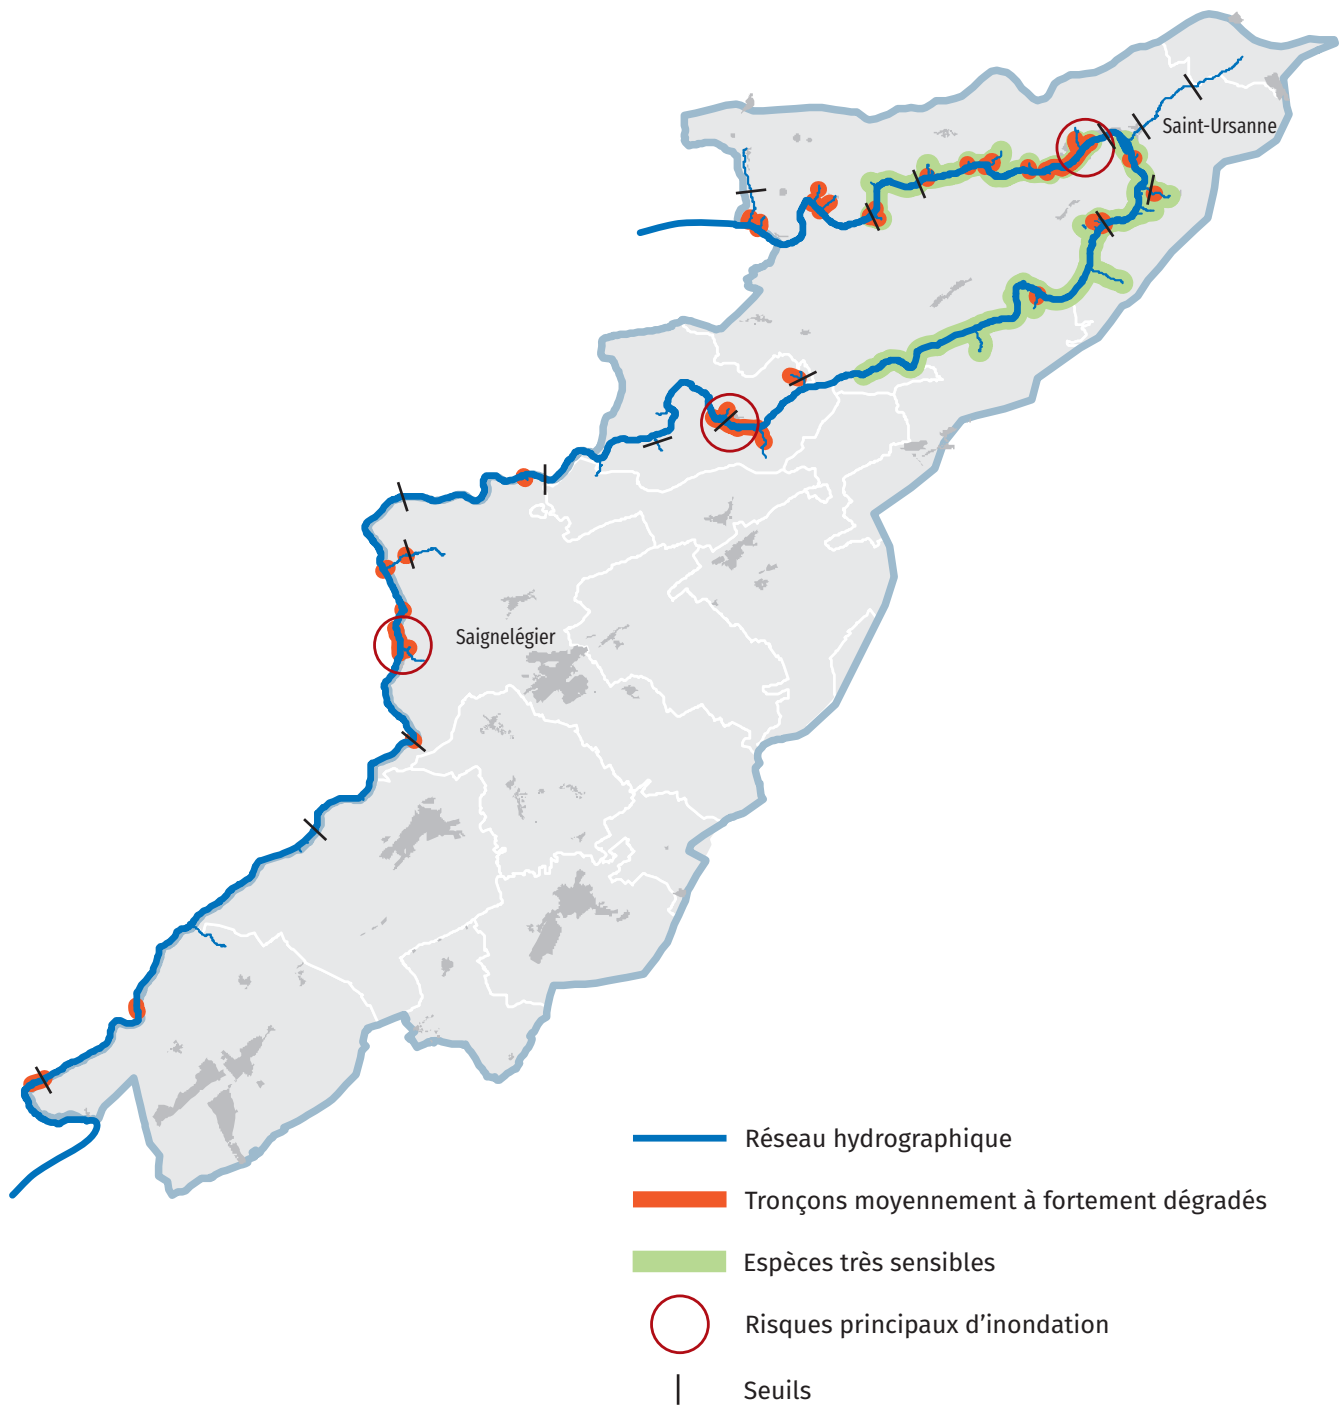 Saint-Ursanne
Saignelégier
Réseau hydrographique
Tronçons moyennement à fortement dégradés
Espèces très sensibles
Risques principaux d’inondation
Seuils